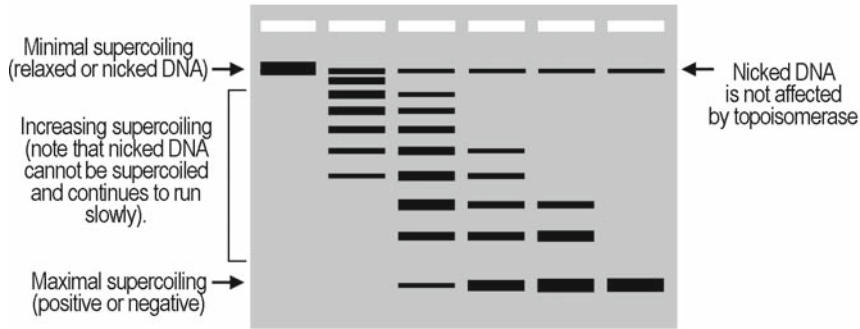 Minimal supercoiling
(relaxed or nicked DNA)
Increasing supercoiling
(note that nicked DNA
cannot be supercoiled
and continues to run
slowly).
Maximal supercoiling
(positive or negative)
Nicked DNA
is not affected
by topoisomerase